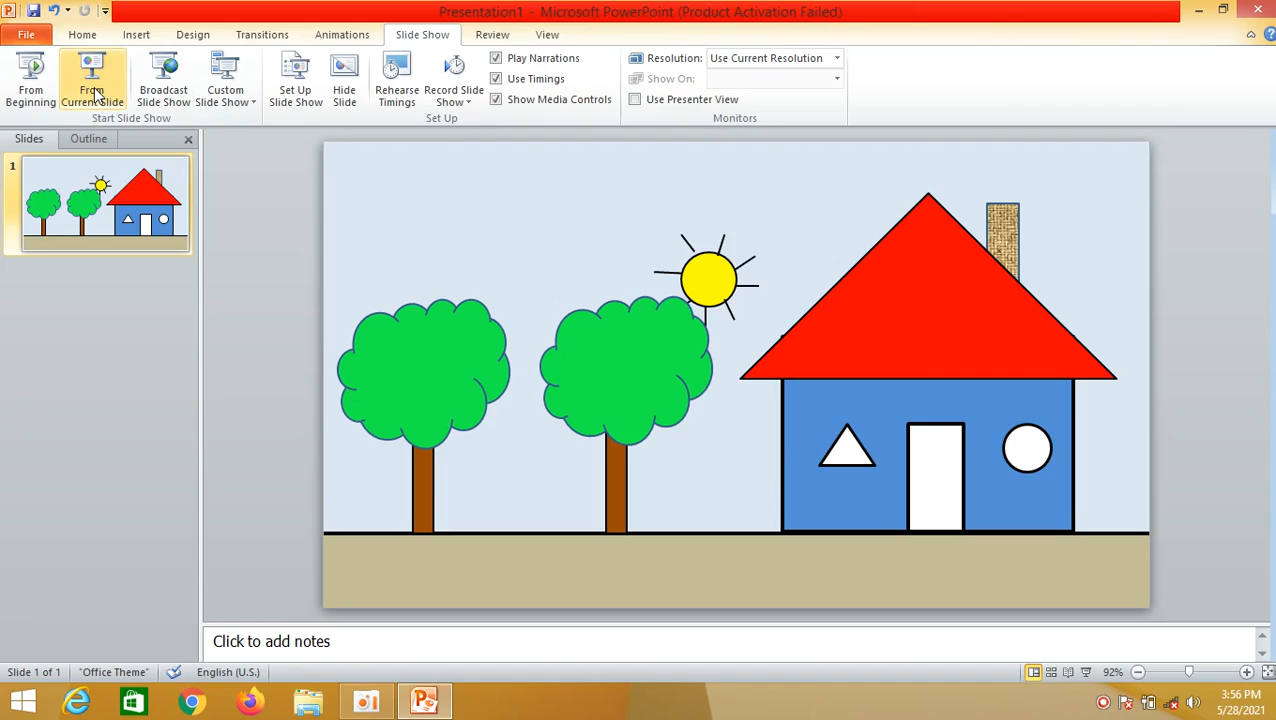 Presentation1 - Microsoft PowerPoint (Product Activation Failed)
File Home Insert Design Transitions Animations Slide Show Review View
From Beginning
From Current Slide
Broadcast Slide Show
Custom Slide Show
Set Up Slide Show
Hide Slide
Rehearse Timings
Record Slide Show
Play Narrations
Use Timings
Show Media Controls
Resolution: Use Current Resolution
Show On:
Use Presenter View
Start Slide Show
Set Up
Monitors
Slides Outline
1
Click to add notes
Slide 1 of 1 "Office Theme" English (U.S.) 92%
3:56 PM
5/28/2021